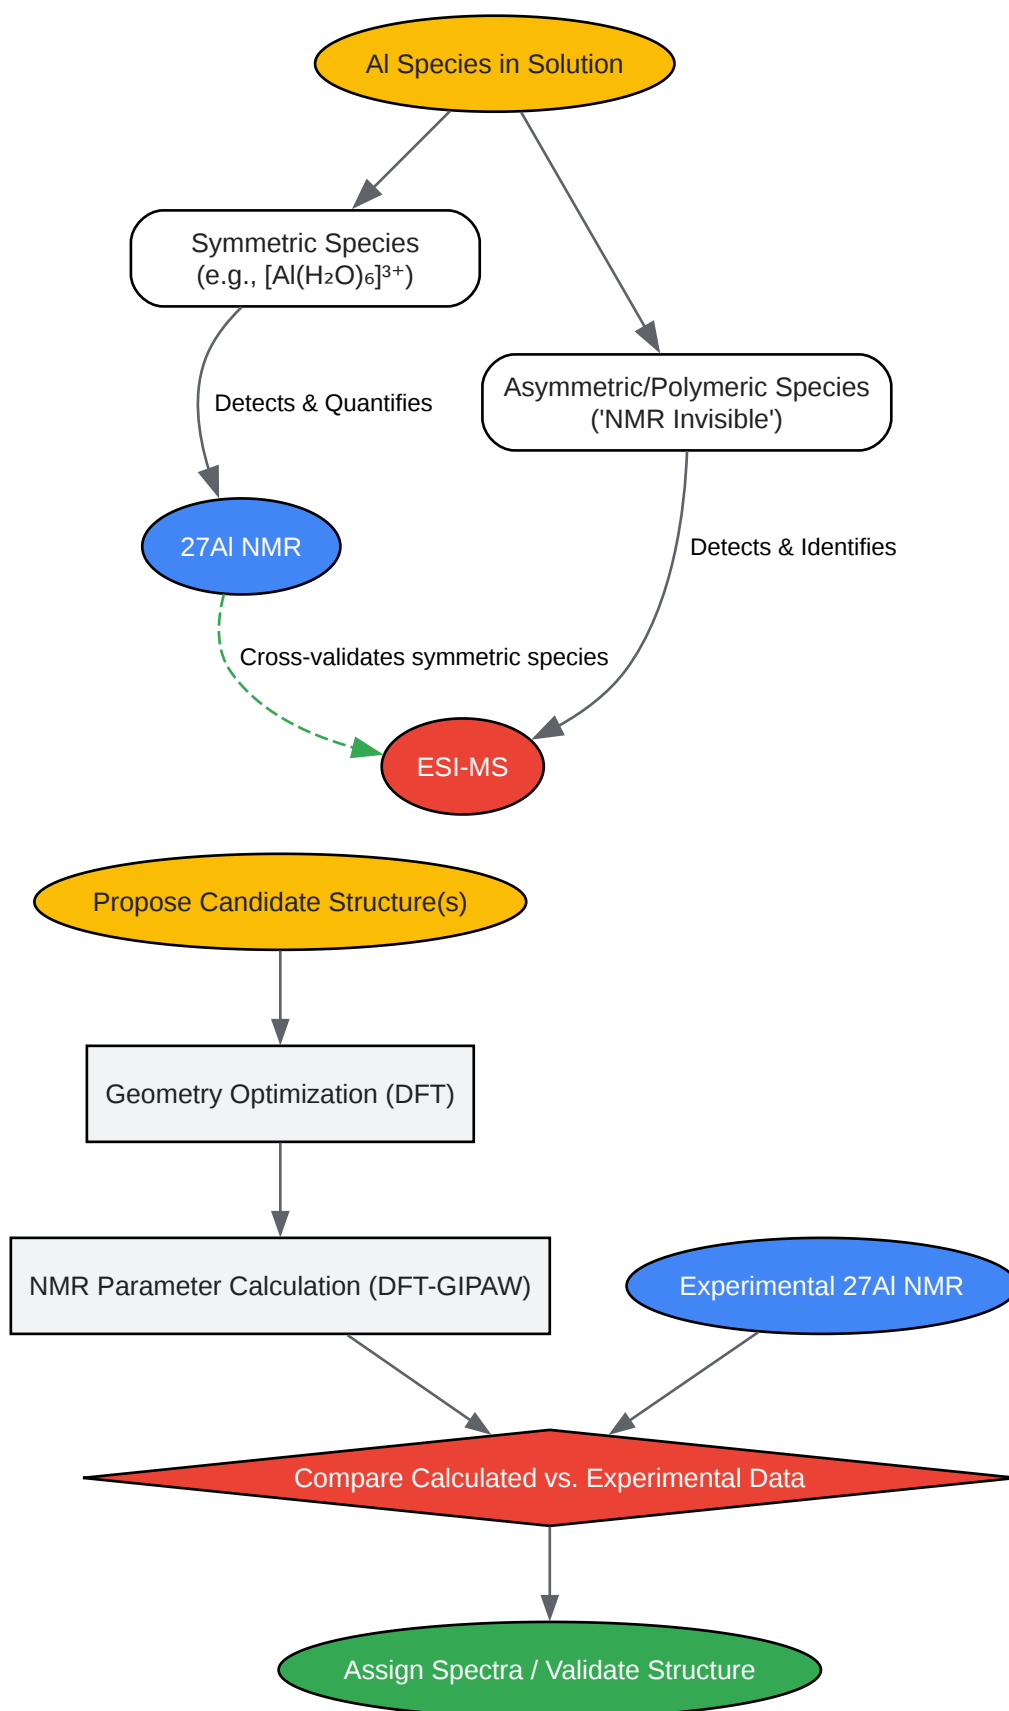 Al Species in Solution
Symmetric Species
(e.g., [Al(H₂O)₆]³⁺)
Detects & Quantifies
Asymmetric/Polymeric Species
('NMR Invisible')
27Al NMR
Detects & Identifies
Cross-validates symmetric species
ESI-MS
Propose Candidate Structure(s)
Geometry Optimization (DFT)
NMR Parameter Calculation (DFT-GIPAW)
Experimental 27Al NMR
Compare Calculated vs. Experimental Data
Assign Spectra / Validate Structure